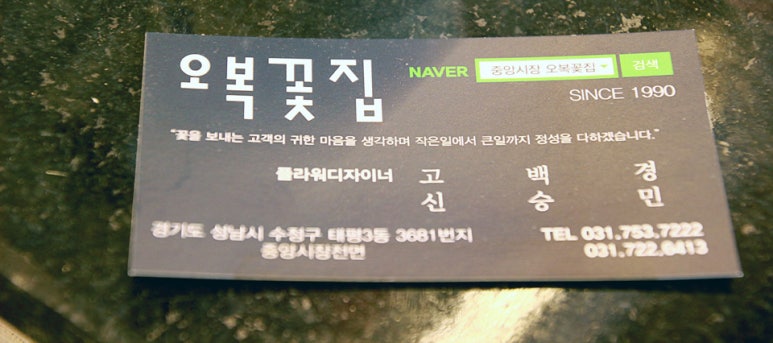 오복꽃집
NAVER 중앙시장 오복꽃집 검색
SINCE 1990
"꽃을 보내는 고객의 귀한 마음을 생각하며 작은일에서 큰일까지 정성을 다하겠습니다."
플라워디자이너 고 백 경
신 승 민
경기도 성남시 수정구 태평3동 3681번지
중앙시장전면
TEL 031.753.7222
031.722.6413